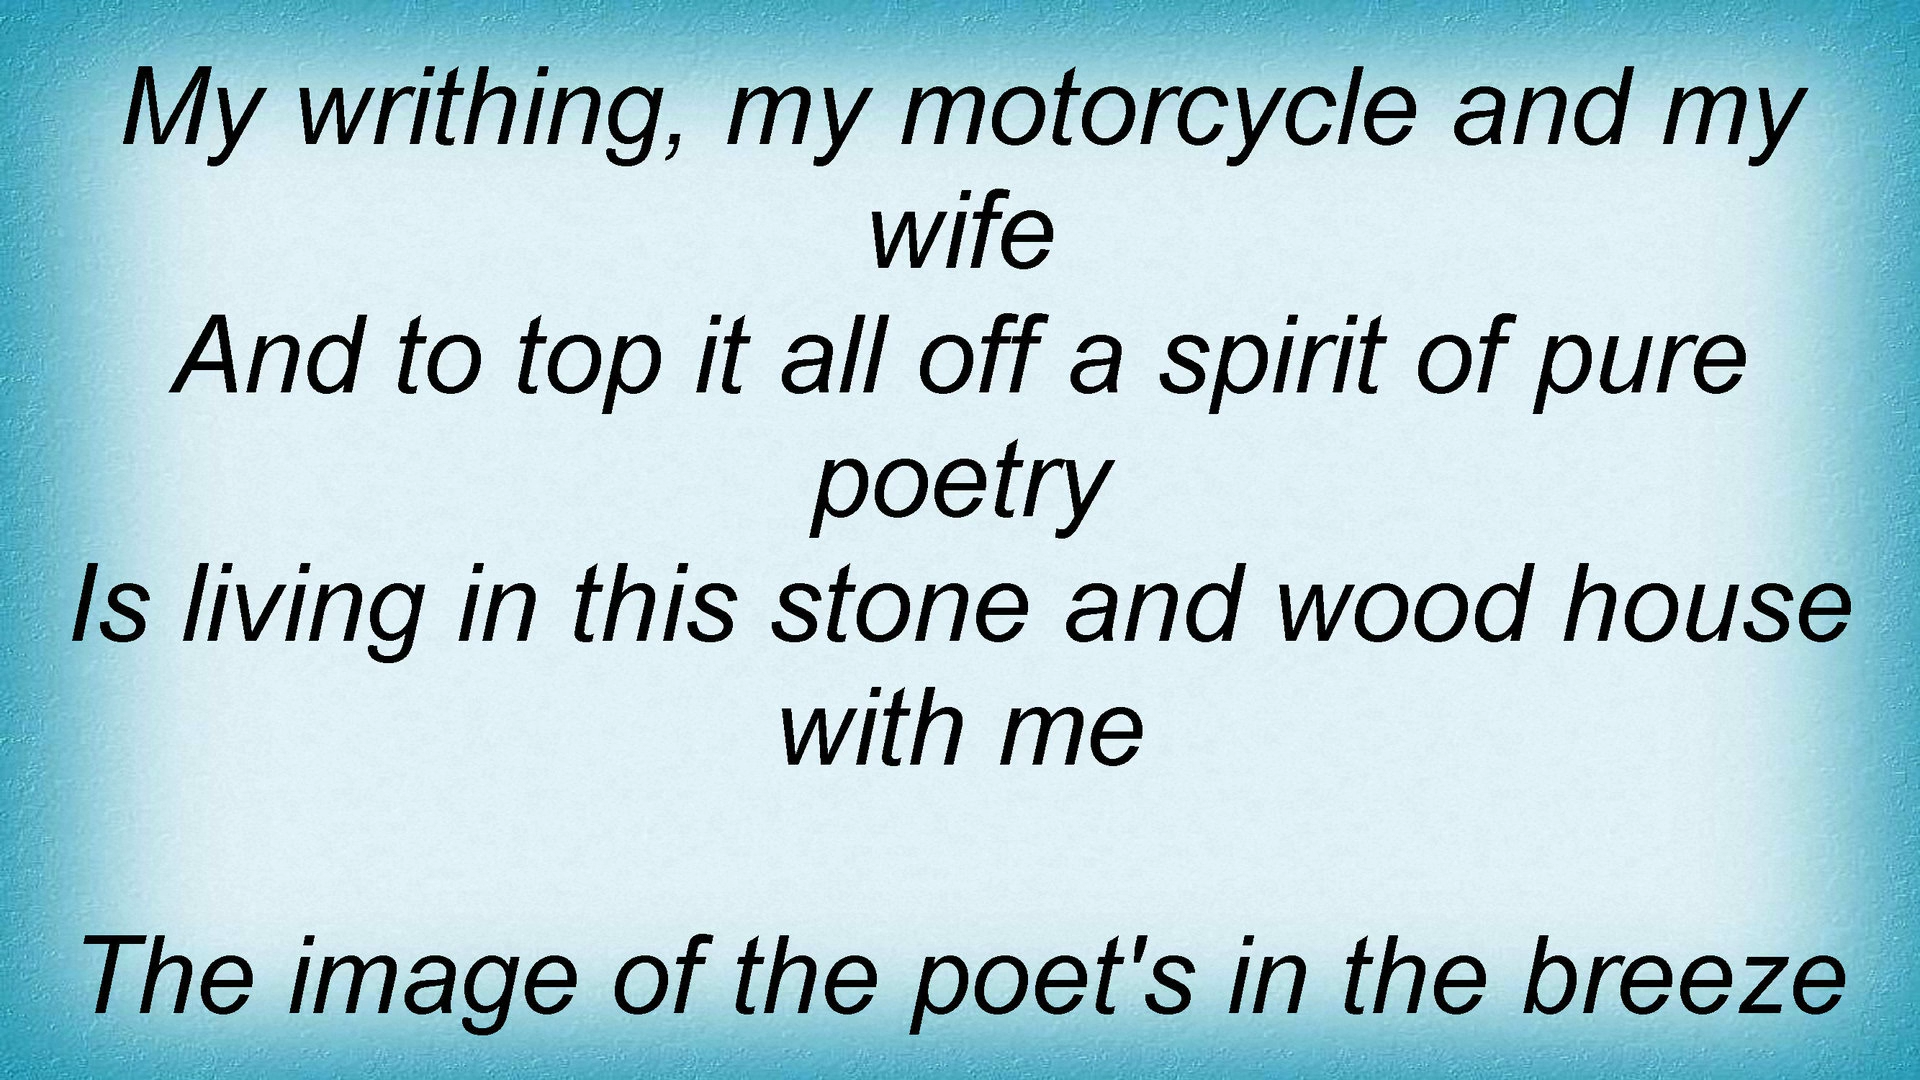 My writhing, my motorcycle and my
wife
And to top it all off a spirit of pure
poetry
Is living in this stone and wood house
with me
The image of the poet's in the breeze